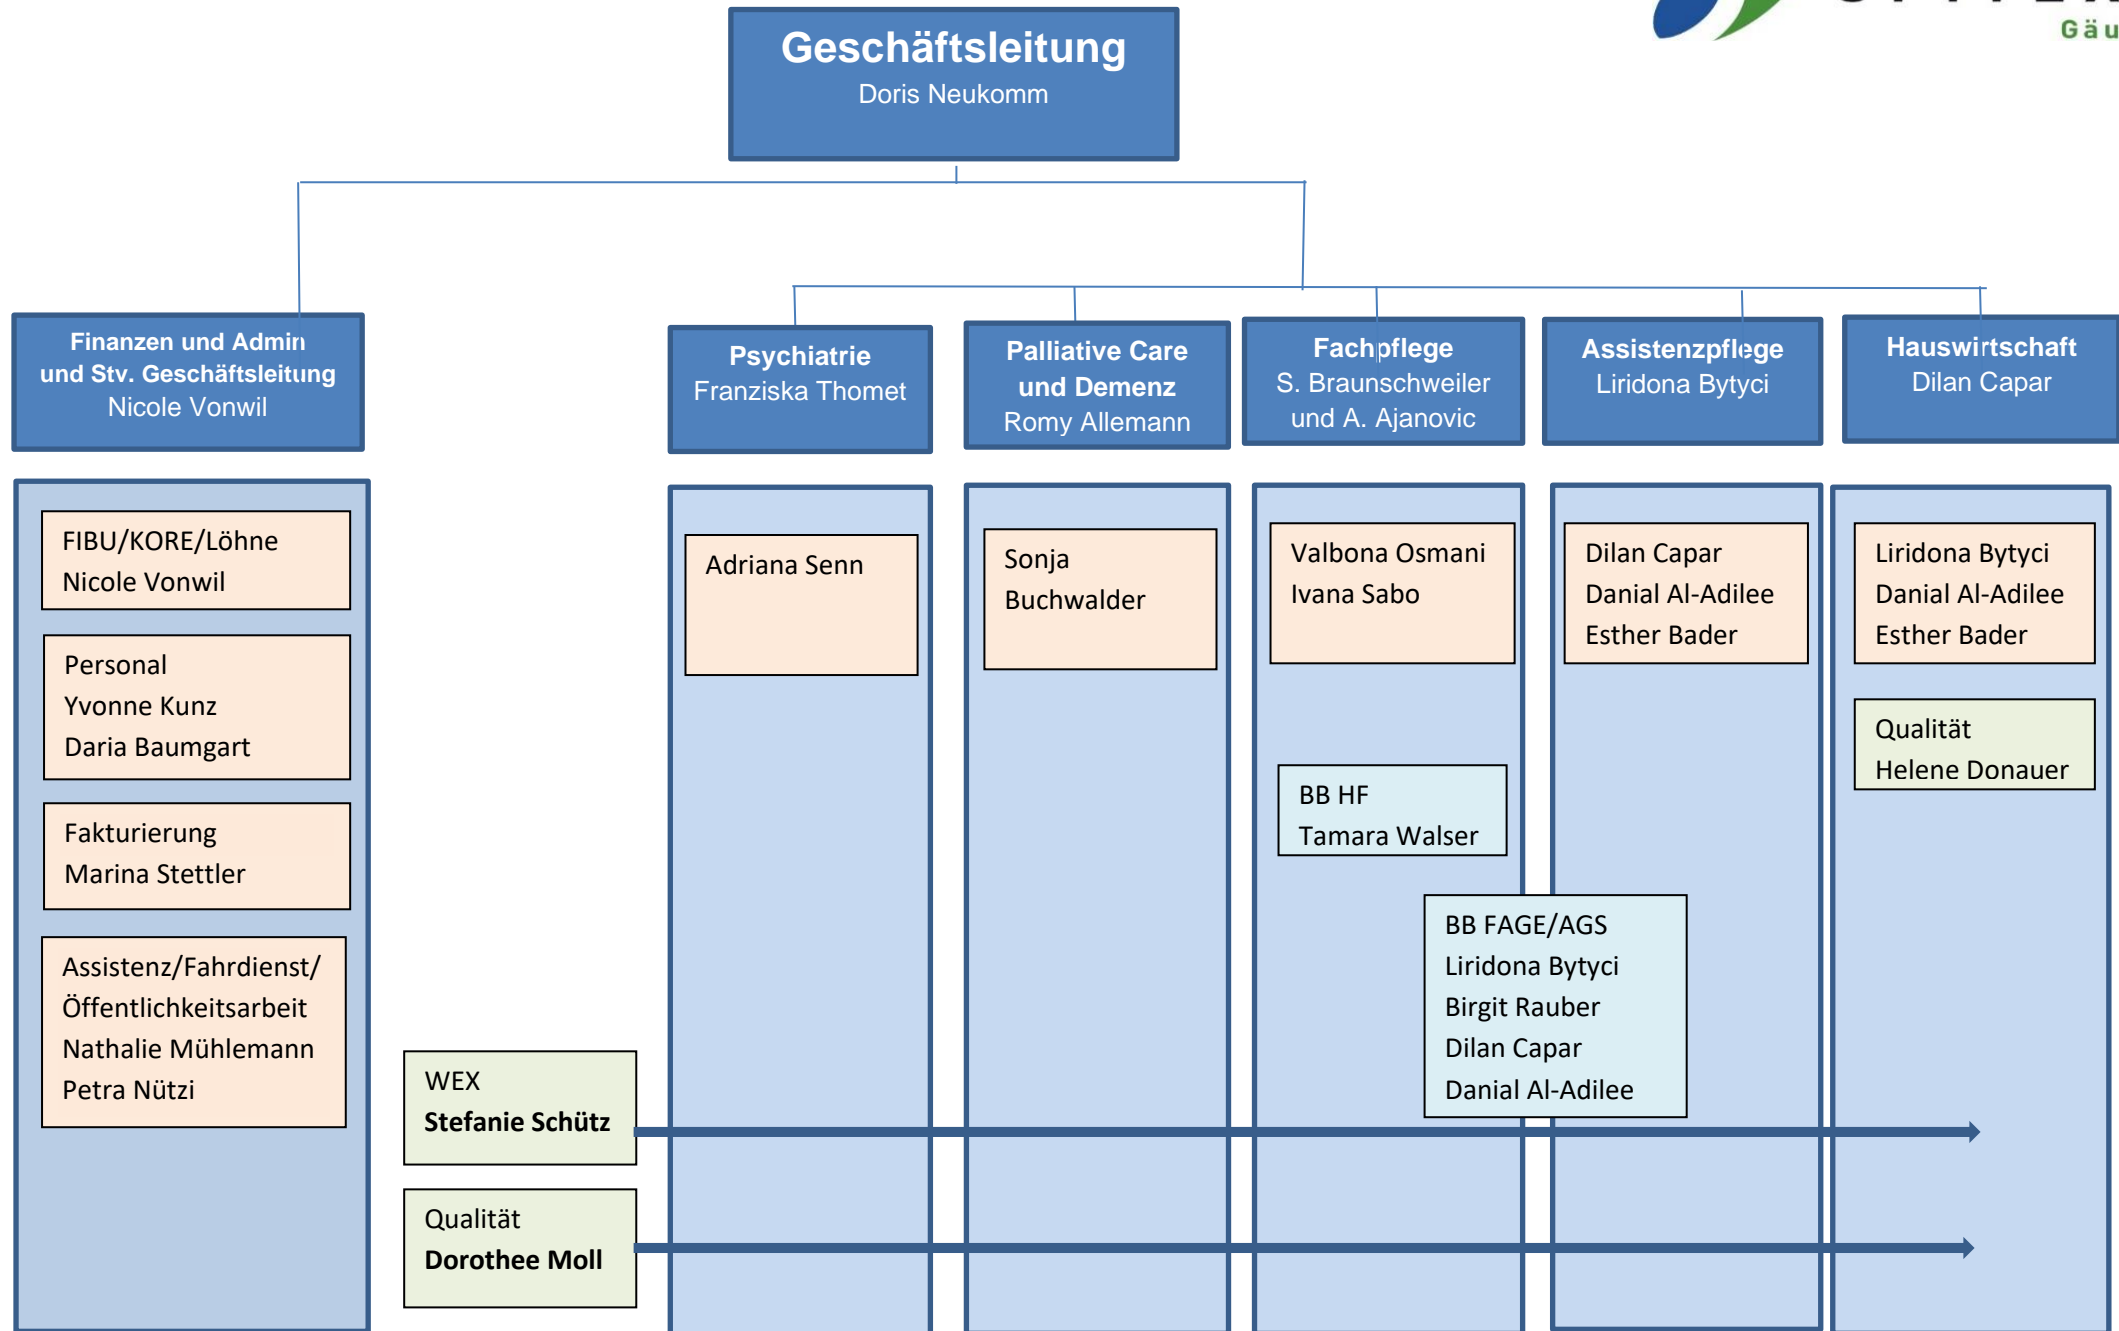 Gäu
Geschäftsleitung
Doris Neukomm
Finanzen und Admin
und Stv. Geschäftsleitung
Nicole Vonwil
Psychiatrie
Franziska Thomet
Palliative Care
und Demenz
Romy Allemann
Fachpflege
S. Braunschweiler
und A. Ajanovic
Assistenzpflege
Liridona Bytyci
Hauswirtschaft
Dilan Capar
FIBU/KORE/Löhne
Nicole Vonwil
Personal
Yvonne Kunz
Daria Baumgart
Fakturierung
Marina Stettler
Assistenz/Fahrdienst/
Öffentlichkeitsarbeit
Nathalie Mühlemann
Petra Nützi
WEX
Stefanie Schütz
Qualität
Dorothee Moll
Adriana Senn
Sonja
Buchwalder
Valbona Osmani
Ivana Sabo
BB HF
Tamara Walser
BB FAGE/AGS
Liridona Bytyci
Birgit Rauber
Dilan Capar
Danial Al-Adilee
Dilan Capar
Danial Al-Adilee
Esther Bader
Liridona Bytyci
Danial Al-Adilee
Esther Bader
Qualität
Helene Donauer